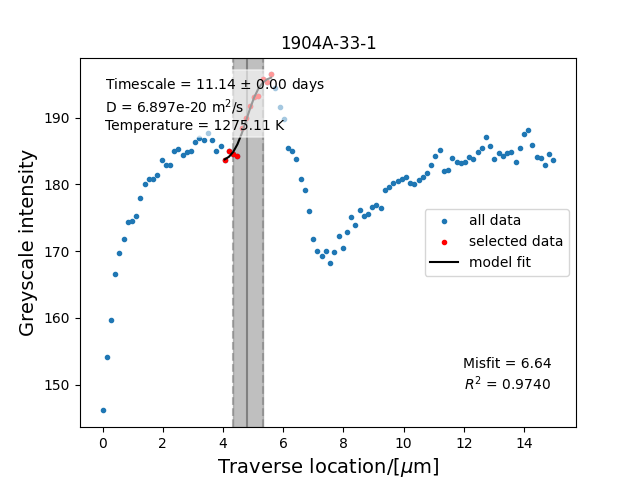 1904A-33-1
Timescale = 11.14 ± 0.00 days
D = 6.897e-20 m²/s
Temperature = 1275.11 K
Greyscale intensity
190
180
170
160
150
all data
selected data
model fit
Misfit = 6.64
R² = 0.9740
0 2 4 6 8 10 12 14
Traverse location/[μm]